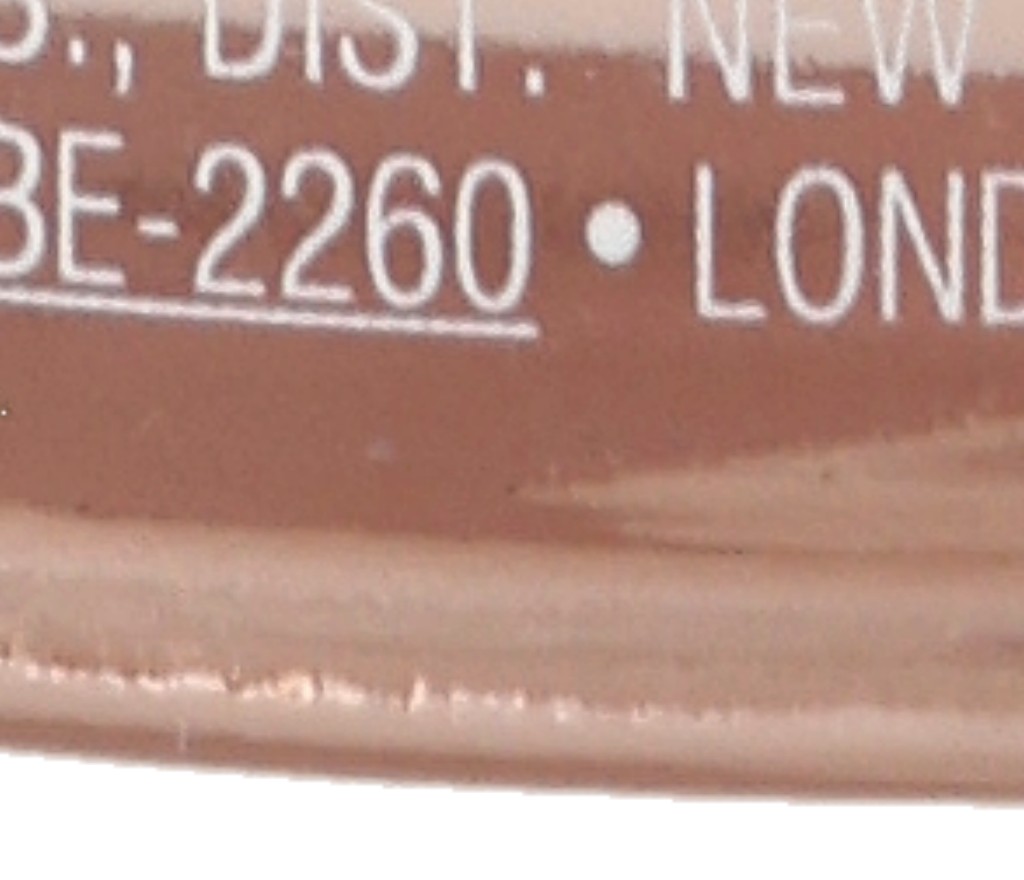 S., DIST. NEW
BE-2260 • LOND